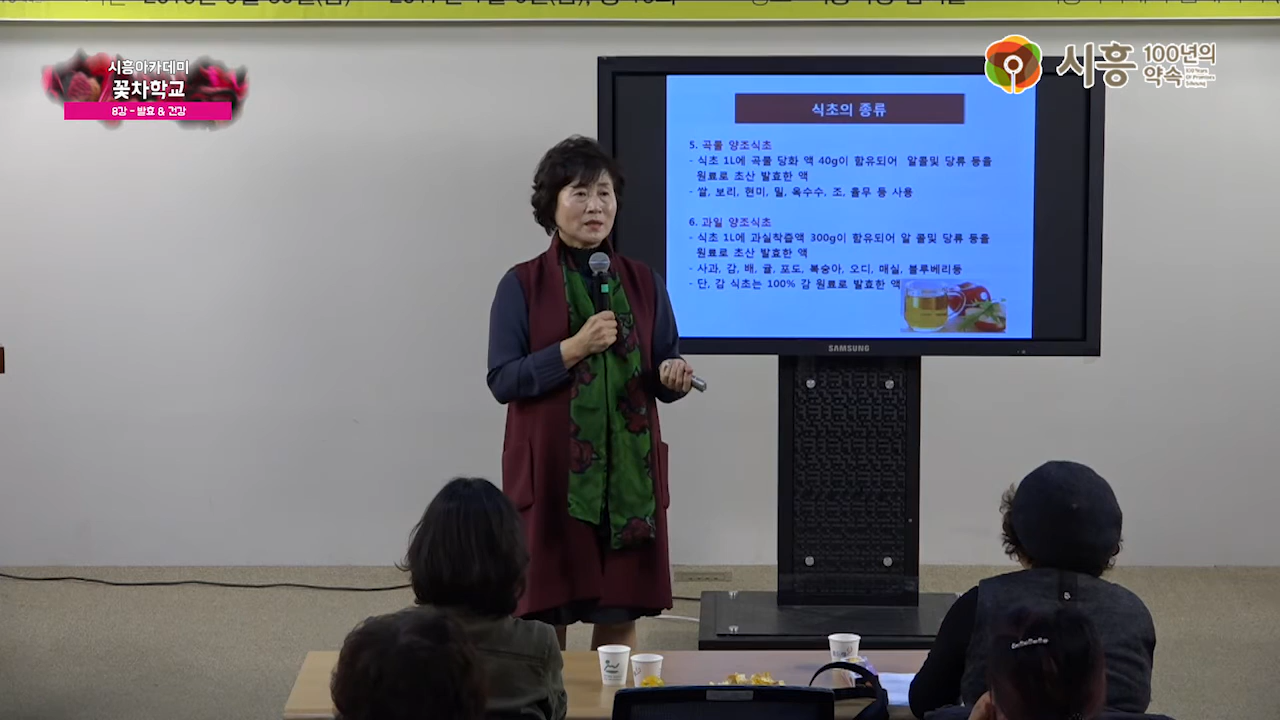 시흥아카데미
꽃차학교
8강 - 발효 & 건강
시흥 100년의 약속
식초의 종류
5. 곡물 양조식초
- 식초 1L에 곡물 당화 액 40g이 함유되어 알콜및 당류 등을
원료로 초산 발효한 액
- 쌀, 보리, 현미, 밀, 옥수수, 조, 율무 등 사용
6. 과일 양조식초
- 식초 1L에 과실착즙액 300g이 함유되어 알 콜및 당류 등을
원료로 초산 발효한 액
- 사과, 감, 배, 귤, 포도, 복숭아, 오디, 매실, 블루베리등
- 단, 감 식초는 100% 감 원료로 발효한 액
SAMSUNG